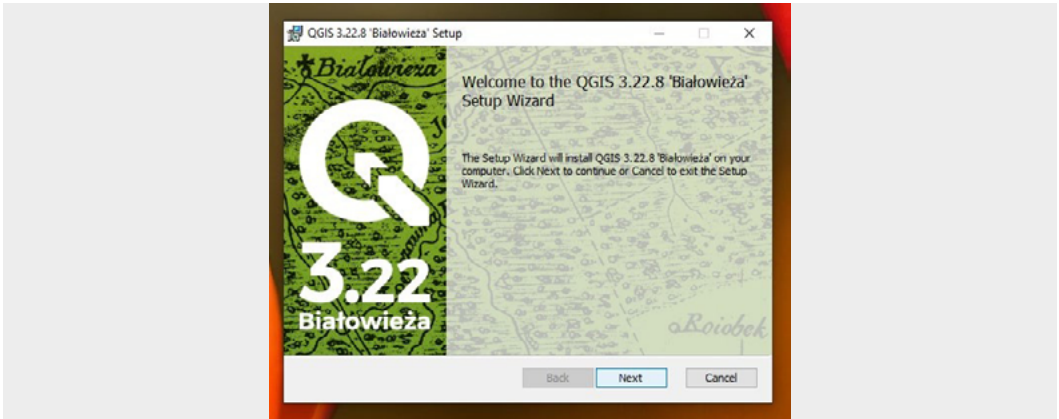 QGIS 3.22.8 'Białowieża' Setup
Białowieza
Welcome to the QGIS 3.22.8 'Białowieża'
Setup Wizard
The Setup Wizard will install QGIS 3.22.8 'Białowieża' on your
computer. Click Next to continue or Cancel to exit the Setup
Wizard.
3.22
Białowieża
Roiobek
Back
Next
Cancel